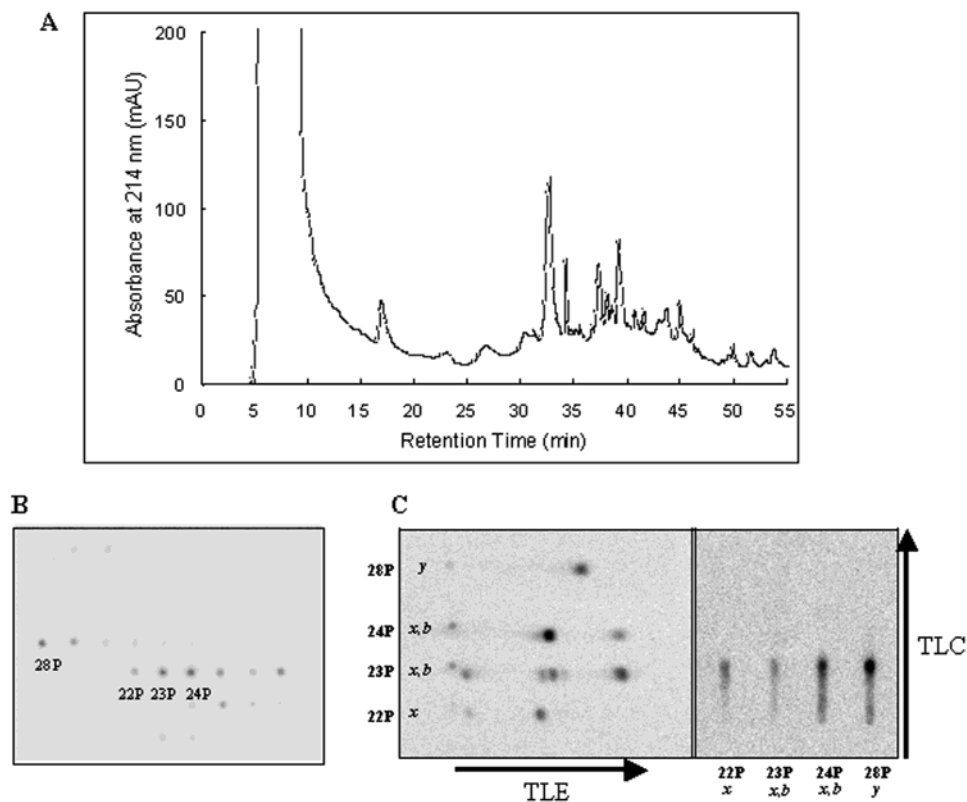 A
200
150
100
50
0
Absorbance at 214 nm (mAU)
0 5 10 15 20 25 30 35 40 45 50 55
Retention Time (min)
B
28P
22P 23P 24P
C
28P y
24P x,b
23P x,b
22P x
TLE
TLC
22P 23P 24P 28P
x x,b x,b y